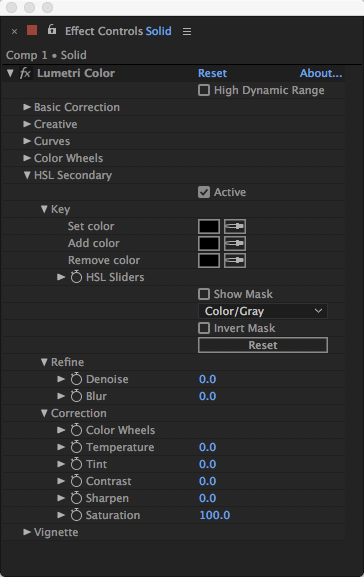 Effect Controls Solid
Comp 1 • Solid
fx Lumetri Color Reset About...
High Dynamic Range
Basic Correction
Creative
Curves
Color Wheels
HSL Secondary
Active
Key
Set color
Add color
Remove color
HSL Sliders
Show Mask
Color/Gray
Invert Mask
Reset
Refine
Denoise 0.0
Blur 0.0
Correction
Color Wheels
Temperature 0.0
Tint 0.0
Contrast 0.0
Sharpen 0.0
Saturation 100.0
Vignette